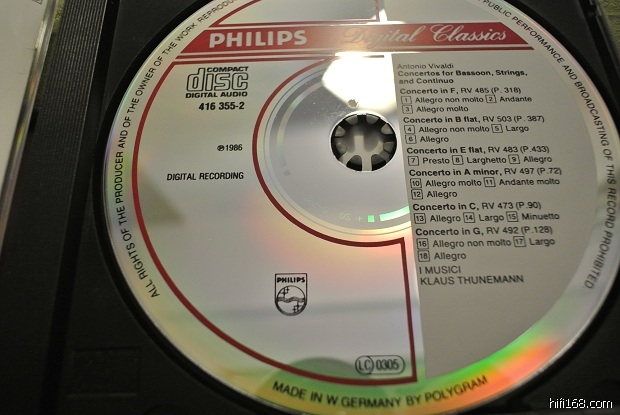 ALL RIGHTS OF THE PRODUCER AND OF THE OWNER OF THE WORK REPRODU
PUBLIC PERFORMANCE AND BROADCASTING OF THIS RECORD PROHIBITED
PHILIPS Digital Classics
COMPACT
disc
DIGITAL AUDIO
416 355-2
℗1986
DIGITAL RECORDING
Antonio Vivaldi
Concertos for Bassoon, Strings,
and Continuo
Concerto in F, RV 485 (P. 318)
1 Allegro non molto 2 Andante
3 Allegro molto
Concerto in B flat, RV 503 (P. 387)
4 Allegro non molto 5 Largo
6 Allegro
Concerto in E flat, RV 483 (P.433)
7 Presto 8 Larghetto 9 Allegro
Concerto in A minor, RV 497 (P.72)
10 Allegro molto 11 Andante molto
12 Allegro
Concerto in C, RV 473 (P.90)
13 Allegro 14 Largo 15 Minuetto
Concerto in G, RV 492 (P.128)
16 Allegro non molto 17 Largo
18 Allegro
I MUSICI
KLAUS THUNEMANN
PHILIPS
LC 0305
MADE IN W. GERMANY BY POLYGRAM
hifi168.com